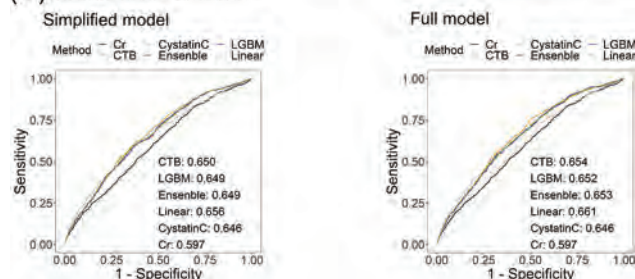 Simplified model
Method Cr CystatinC LGBM
CTB Ensemble Linear
1.00
0.75
0.50
0.25
0.00
Sensitivity
CTB: 0.650
LGBM: 0.649
Ensenble: 0.649
Linear: 0.656
CystatinC: 0.646
Cr: 0.597
0.00 0.25 0.50 0.75 1.00
1 - Specificity
Full model
Method Cr CystatinC LGBM
CTB Ensemble Linear
1.00
0.75
0.50
0.25
0.00
Sensitivity
CTB: 0.654
LGBM: 0.652
Ensenble: 0.653
Linear: 0.661
CystatinC: 0.646
Cr: 0.597
0.00 0.25 0.50 0.75 1.00
1 - Specificity